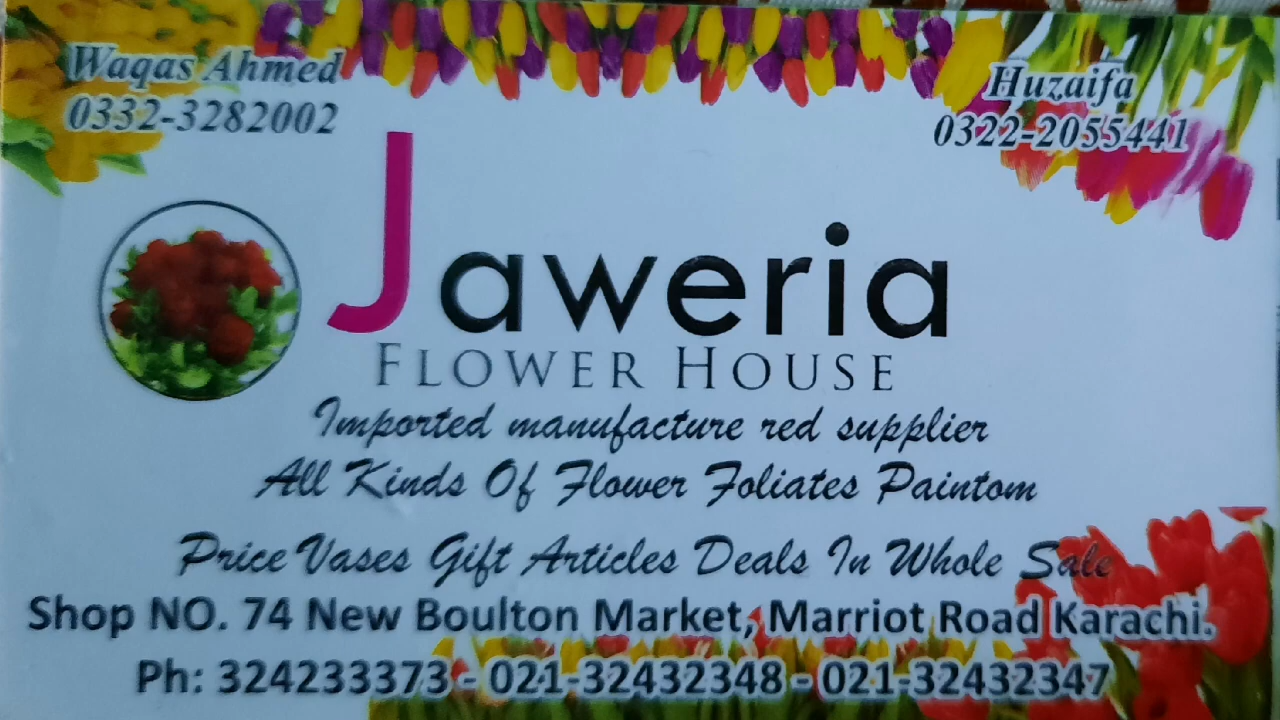 Waqas Ahmed
0332-3282002
Huzaifa
0322-2055441
Jaweria
FLOWER HOUSE
Imported manufacture red supplier
All Kinds Of Flower Foliates Paintom
Price Vases Gift Articles Deals In Whole Sale
Shop NO. 74 New Boulton Market, Marriot Road Karachi.
Ph: 324233373 - 021-32432348 - 021-32432347